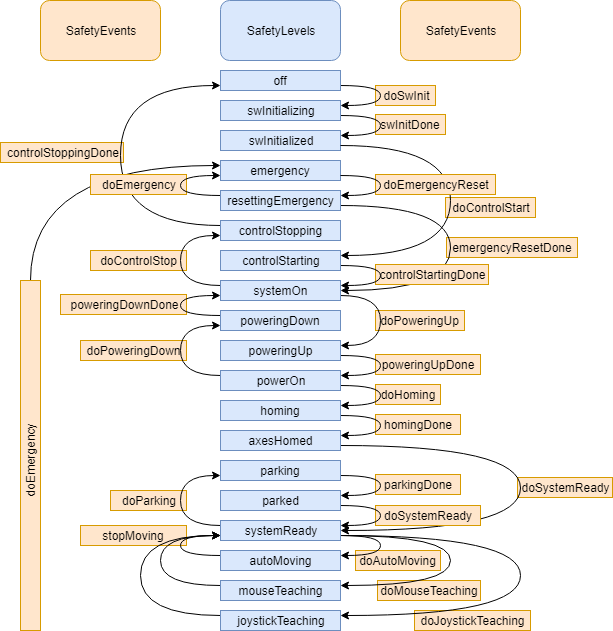 SafetyEvents
SafetyLevels
SafetyEvents
off
doSwInit
swInitializing
swInitDone
swInitialized
controlStoppingDone
emergency
doEmergency
doEmergencyReset
resettingEmergency
doControlStart
controlStopping
emergencyResetDone
doControlStop
controlStarting
controlStartingDone
systemOn
poweringDownDone
poweringDown
doPoweringUp
doPoweringDown
poweringUp
poweringUpDone
powerOn
doHoming
homing
homingDone
axesHomed
doEmergency
parking
parkingDone
doSystemReady
doParking
parked
doSystemReady
systemReady
stopMoving
autoMoving
doAutoMoving
mouseTeaching
doMouseTeaching
joystickTeaching
doJoystickTeaching